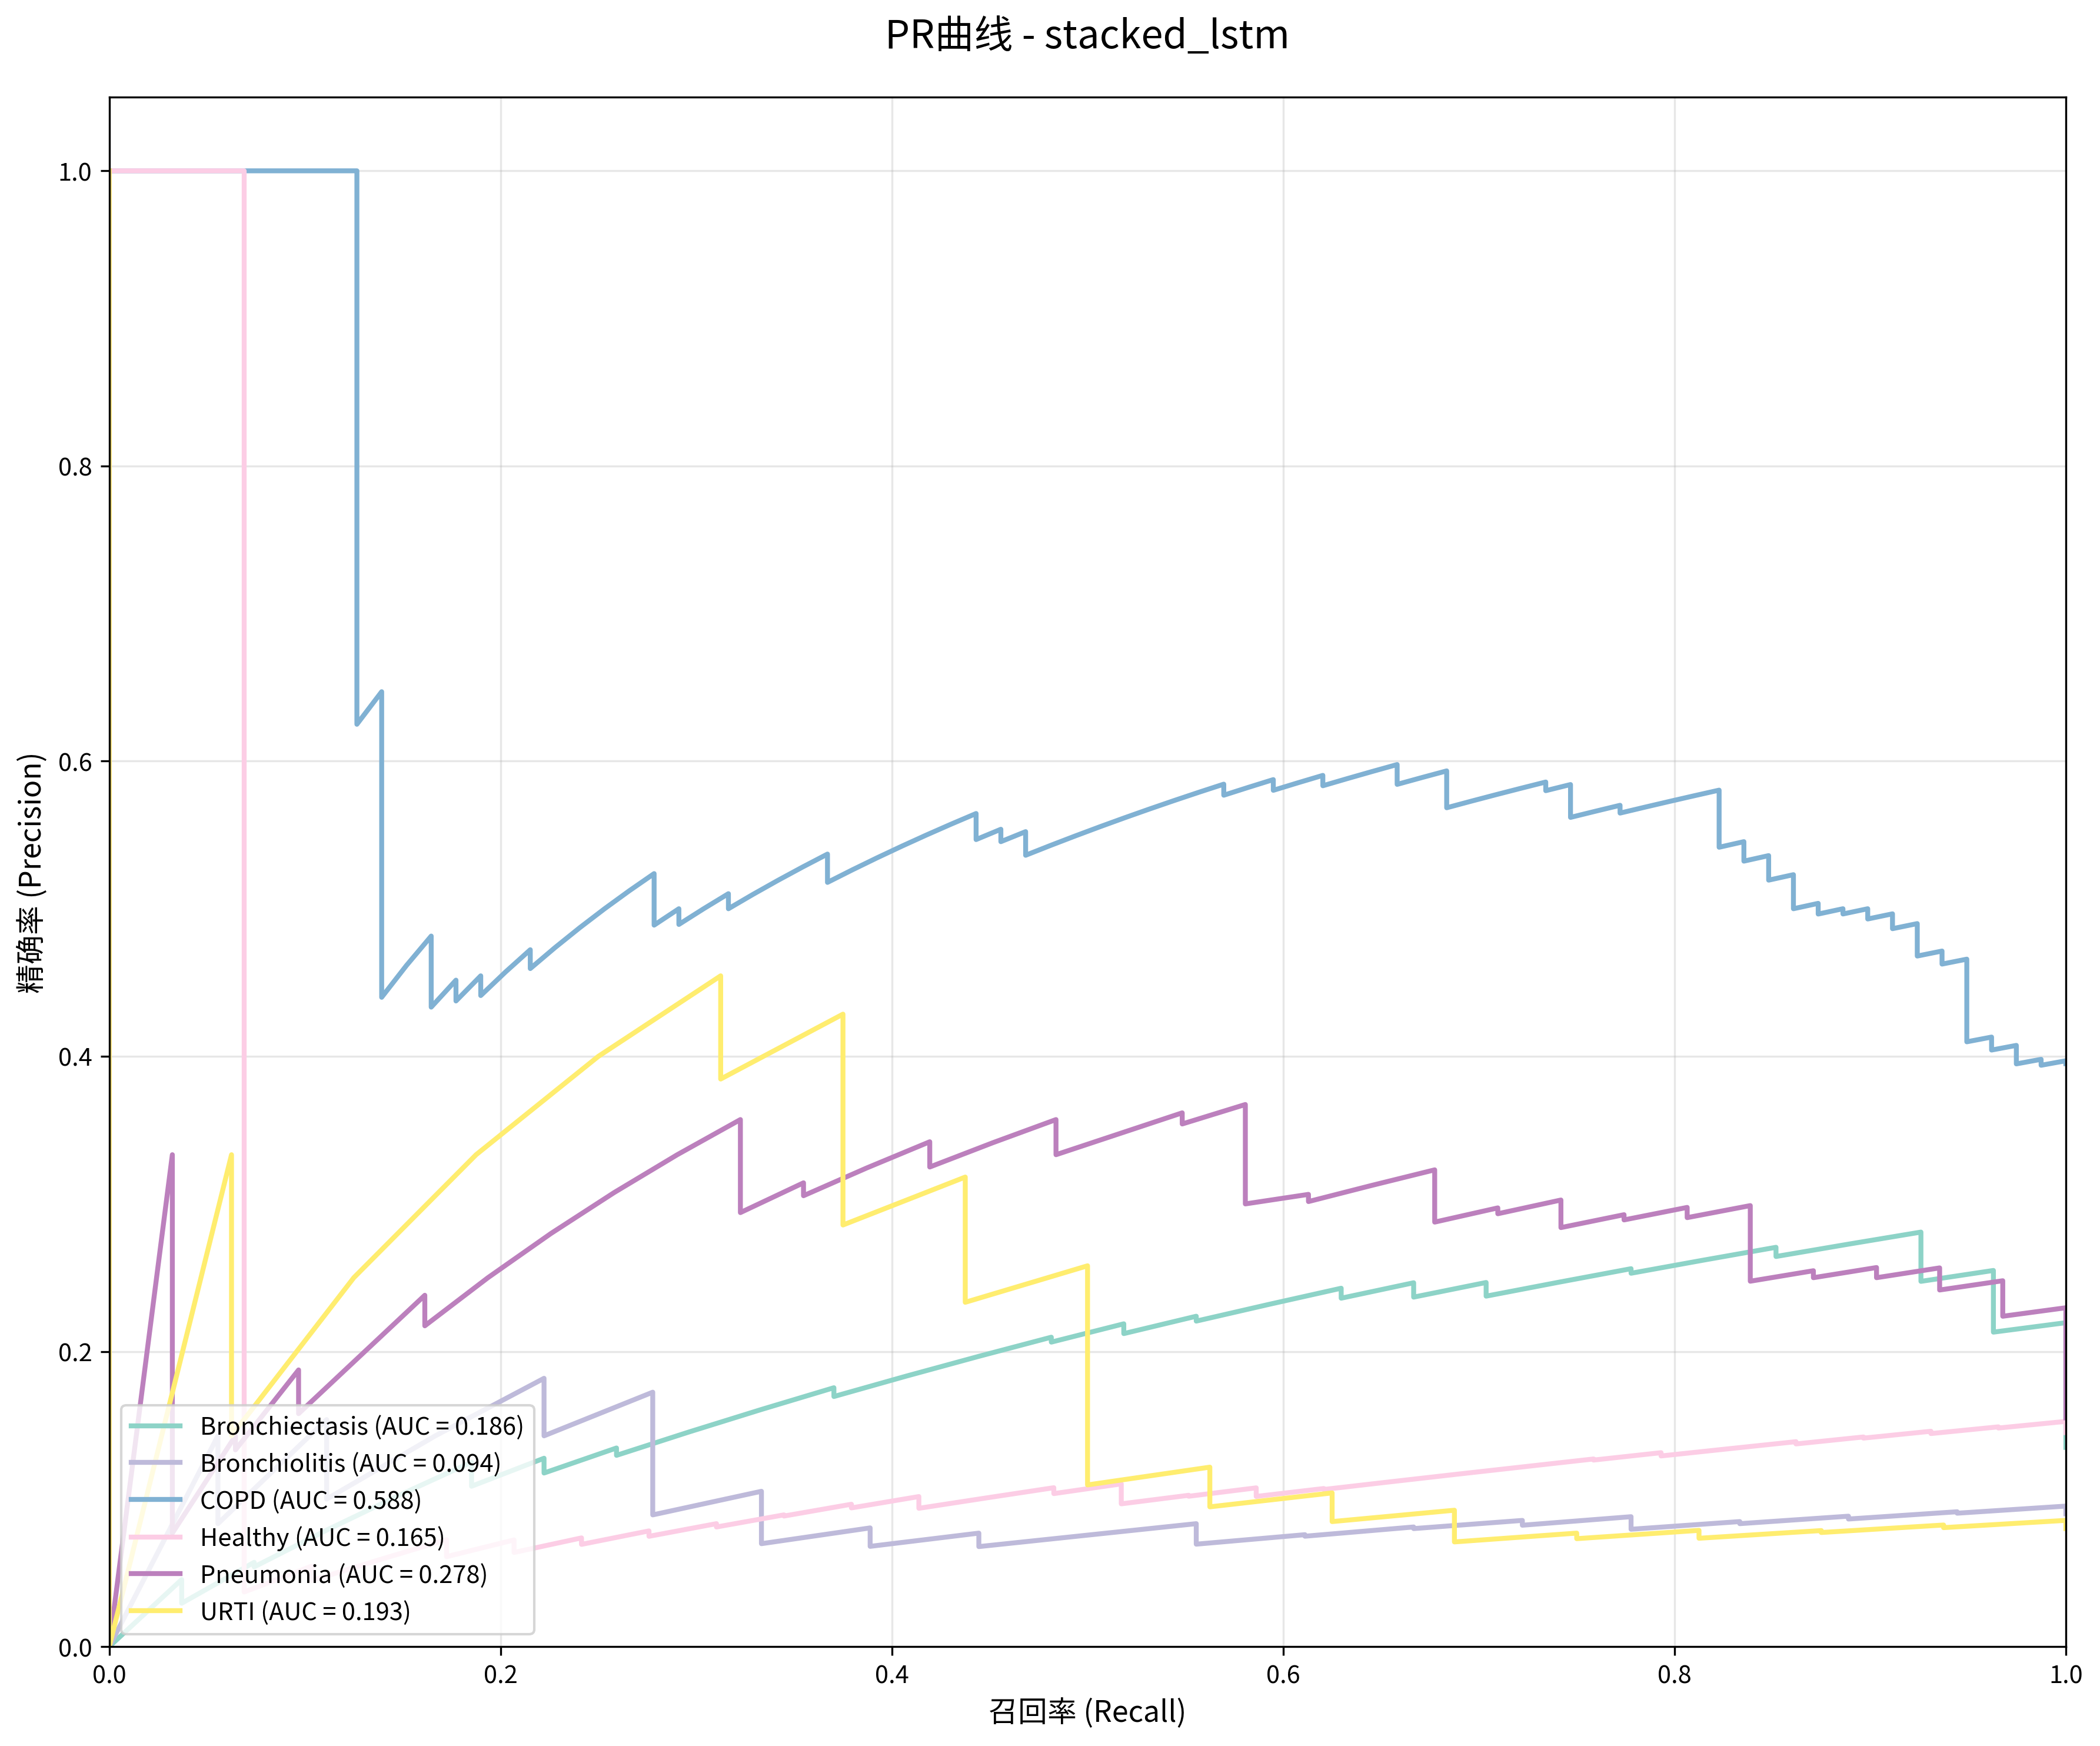 PR曲线 - stacked_lstm
精确率 (Precision)
1.0
0.8
0.6
0.4
0.2
0.0
Bronchiectasis (AUC = 0.186)
Bronchiolitis (AUC = 0.094)
COPD (AUC = 0.588)
Healthy (AUC = 0.165)
Pneumonia (AUC = 0.278)
URTI (AUC = 0.193)
0.0 0.2 0.4 0.6 0.8 1.0
召回率 (Recall)